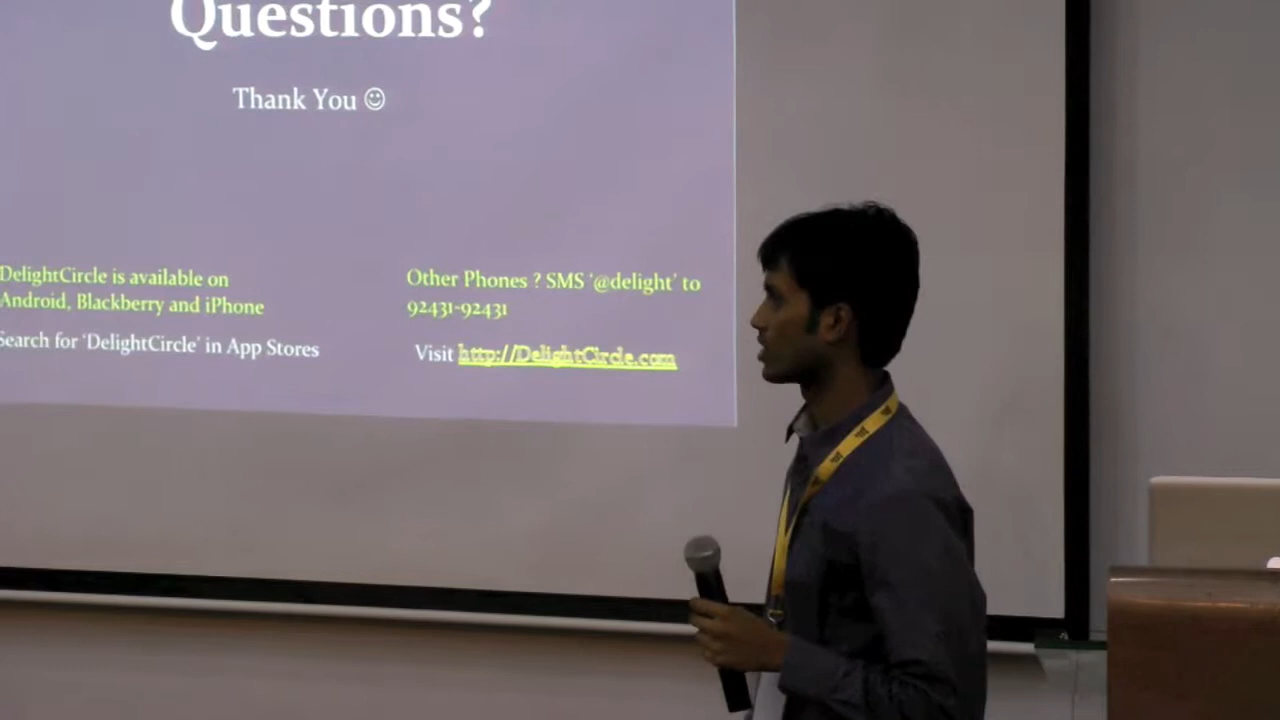 Questions?
Thank You ☺
DelightCircle is available on
Android, Blackberry and iPhone
Search for 'DelightCircle' in App Stores
Other Phones ? SMS '@delight' to
92431-92431
Visit http://DelightCircle.com